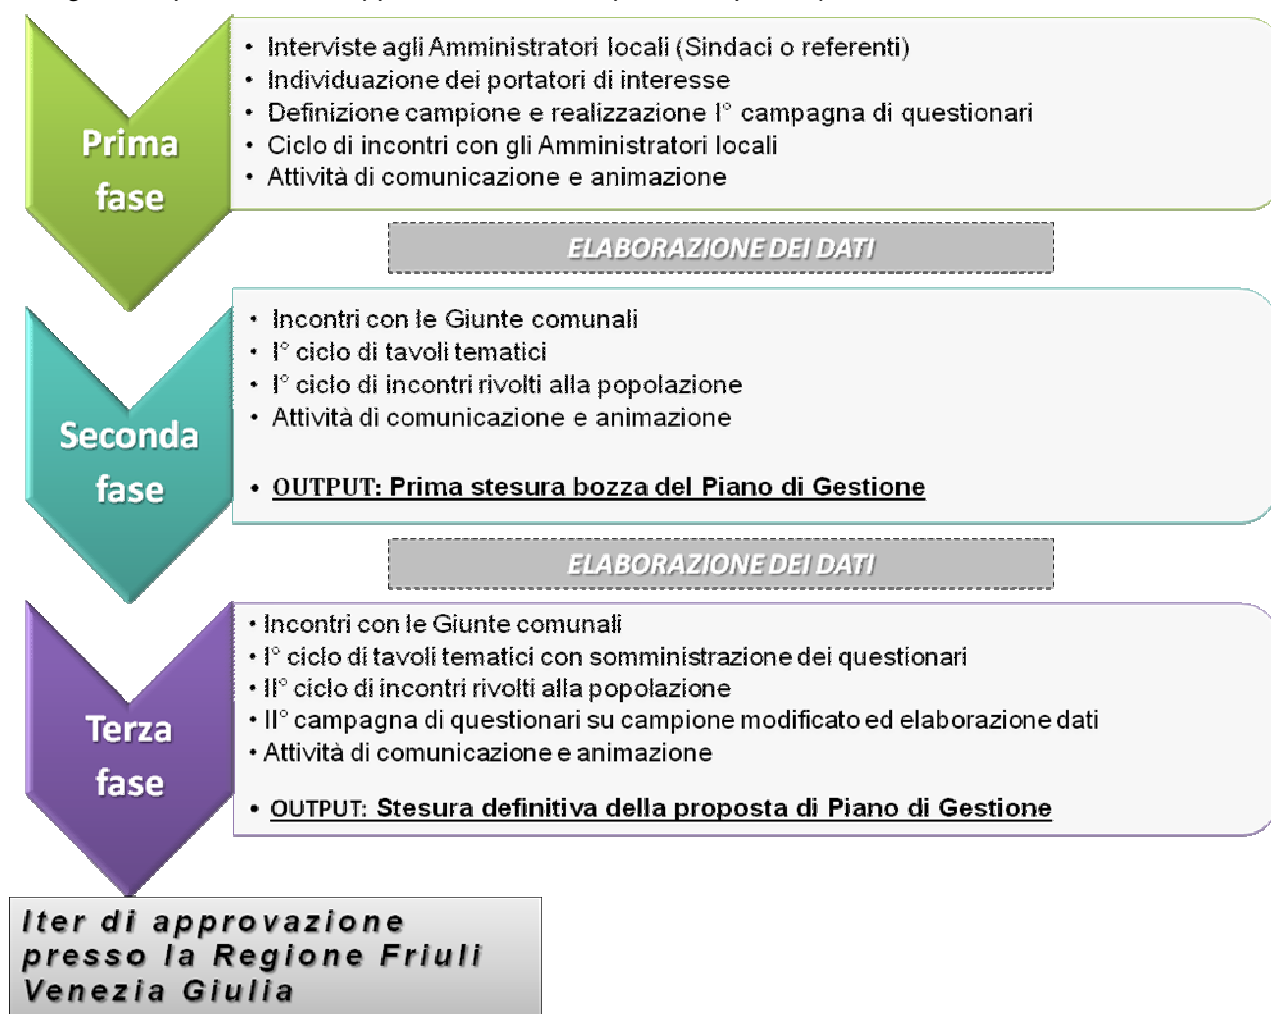 Prima
fase
• Interviste agli Amministratori locali (Sindaci o referenti)
• Individuazione dei portatori di interesse
• Definizione campione e realizzazione I° campagna di questionari
• Ciclo di incontri con gli Amministratori locali
• Attività di comunicazione e animazione
ELABORAZIONE DEI DATI
Seconda
fase
• Incontri con le Giunte comunali
• I° ciclo di tavoli tematici
• I° ciclo di incontri rivolti alla popolazione
• Attività di comunicazione e animazione
• OUTPUT: Prima stesura bozza del Piano di Gestione
ELABORAZIONE DEI DATI
Terza
fase
• Incontri con le Giunte comunali
• I° ciclo di tavoli tematici con somministrazione dei questionari
• II° ciclo di incontri rivolti alla popolazione
• II° campagna di questionari su campione modificato ed elaborazione dati
• Attività di comunicazione e animazione
• OUTPUT: Stesura definitiva della proposta di Piano di Gestione
Iter di approvazione
presso la Regione Friuli
Venezia Giulia